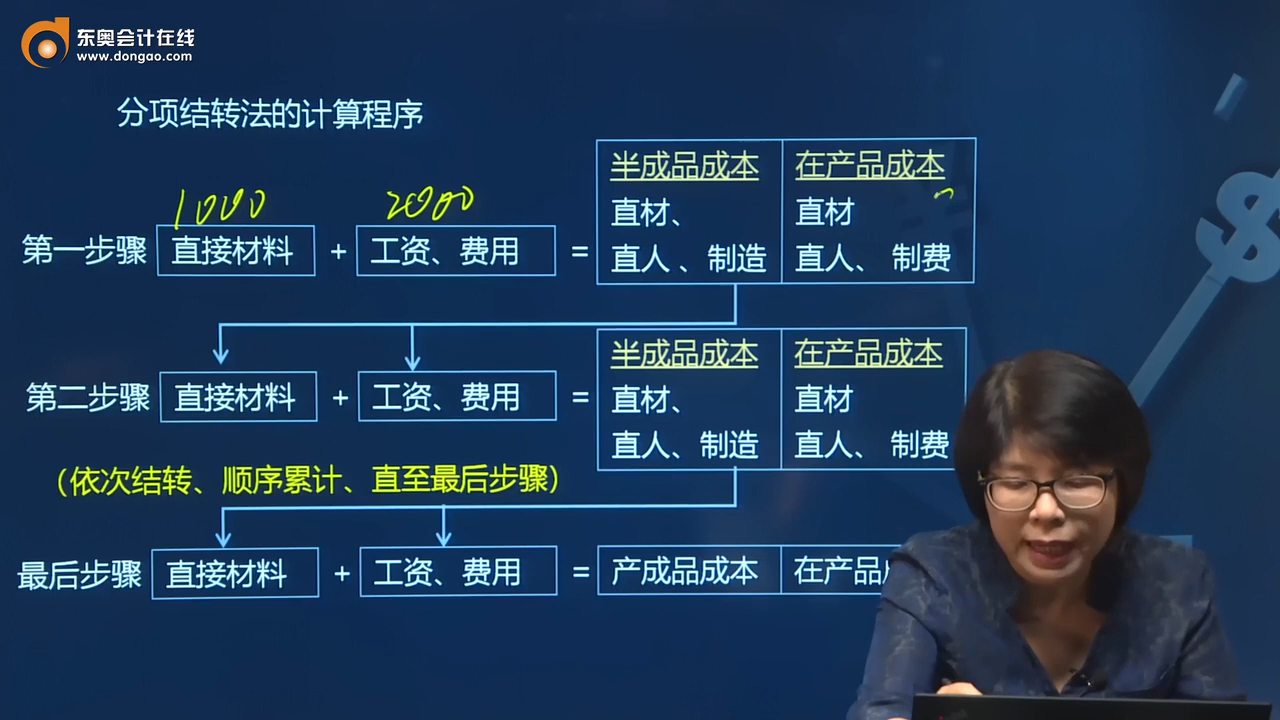 东奥会计在线
www.dongao.com
分项结转法的计算程序
1000
2000
半成品成本
在产品成本
直材、
直材
第一步骤
直接材料
+
工资、费用
=
直人、制造
直人、 制费
半成品成本
在产品成本
直材、
直材
第二步骤
直接材料
+
工资、费用
=
直人、制造
直人、 制费
(依次结转、顺序累计、直至最后步骤)
最后步骤
直接材料
+
工资、费用
=
产成品成本
在产品